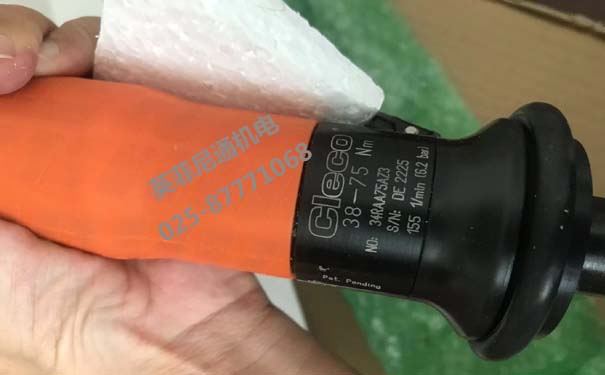 Cleco
38-75 Nm
NO: 34RAA75AZ3
S/N: DE 2225
155 1/min (6.2 bar)
Pat. Pending
英菲尼通机电
025-87771068